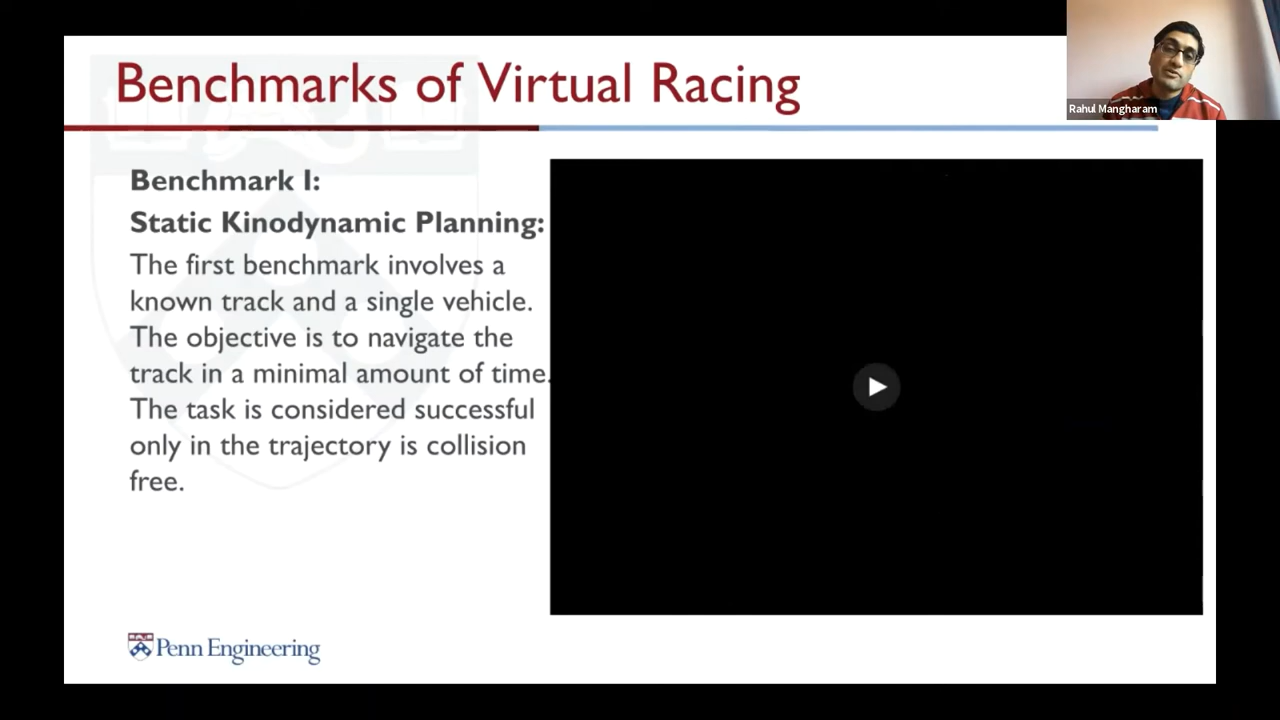 Benchmarks of Virtual Racing
Rahul Mangharam
Benchmark I:
Static Kinodynamic Planning:
The first benchmark involves a
known track and a single vehicle.
The objective is to navigate the
track in a minimal amount of time.
The task is considered successful
only in the trajectory is collision
free.
Penn Engineering